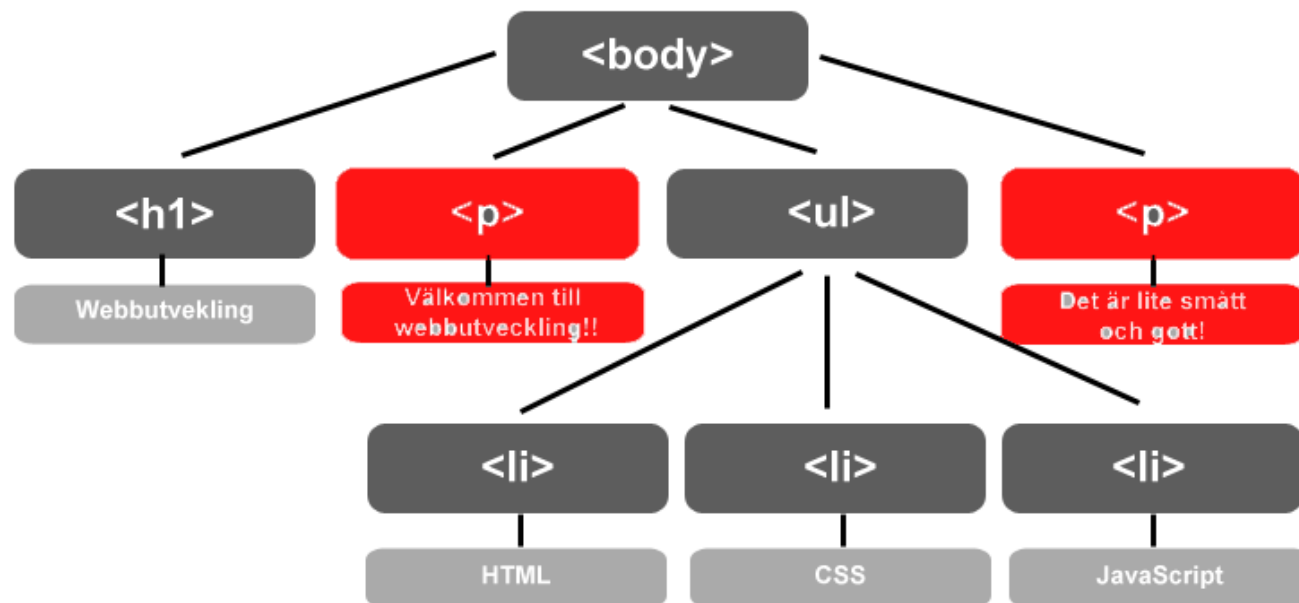 <body>
<h1>
<p>
<ul>
<p>
Webbutvekling
Välkommen till
webbutveckling!!
Det är lite smått
och gott!
<li>
<li>
<li>
HTML
CSS
JavaScript